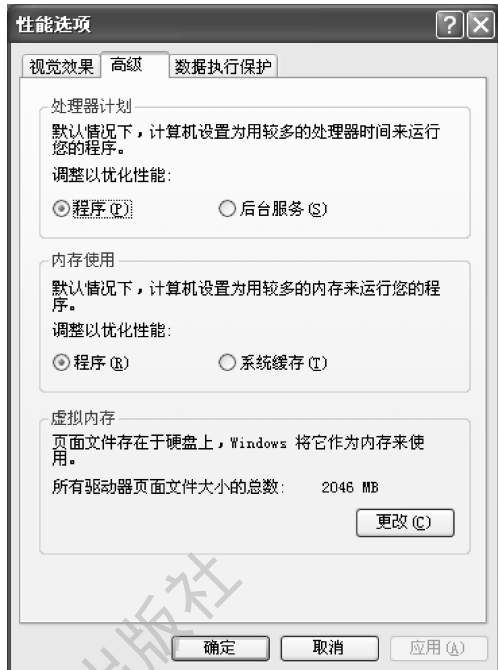 性能选项
视觉效果 高级 数据执行保护
处理器计划
默认情况下，计算机设置为用较多的处理器时间来运行
您的程序。
调整以优化性能:
程序(P) 后台服务(S)
内存使用
默认情况下，计算机设置为用较多的内存来运行您的程
序。
调整以优化性能:
程序(R) 系统缓存(T)
虚拟内存
页面文件存在于硬盘上，Windows 将它作为内存来使
用。
所有驱动器页面文件大小的总数: 2046 MB
更改(C)
出版社
确定 取消 应用(A)